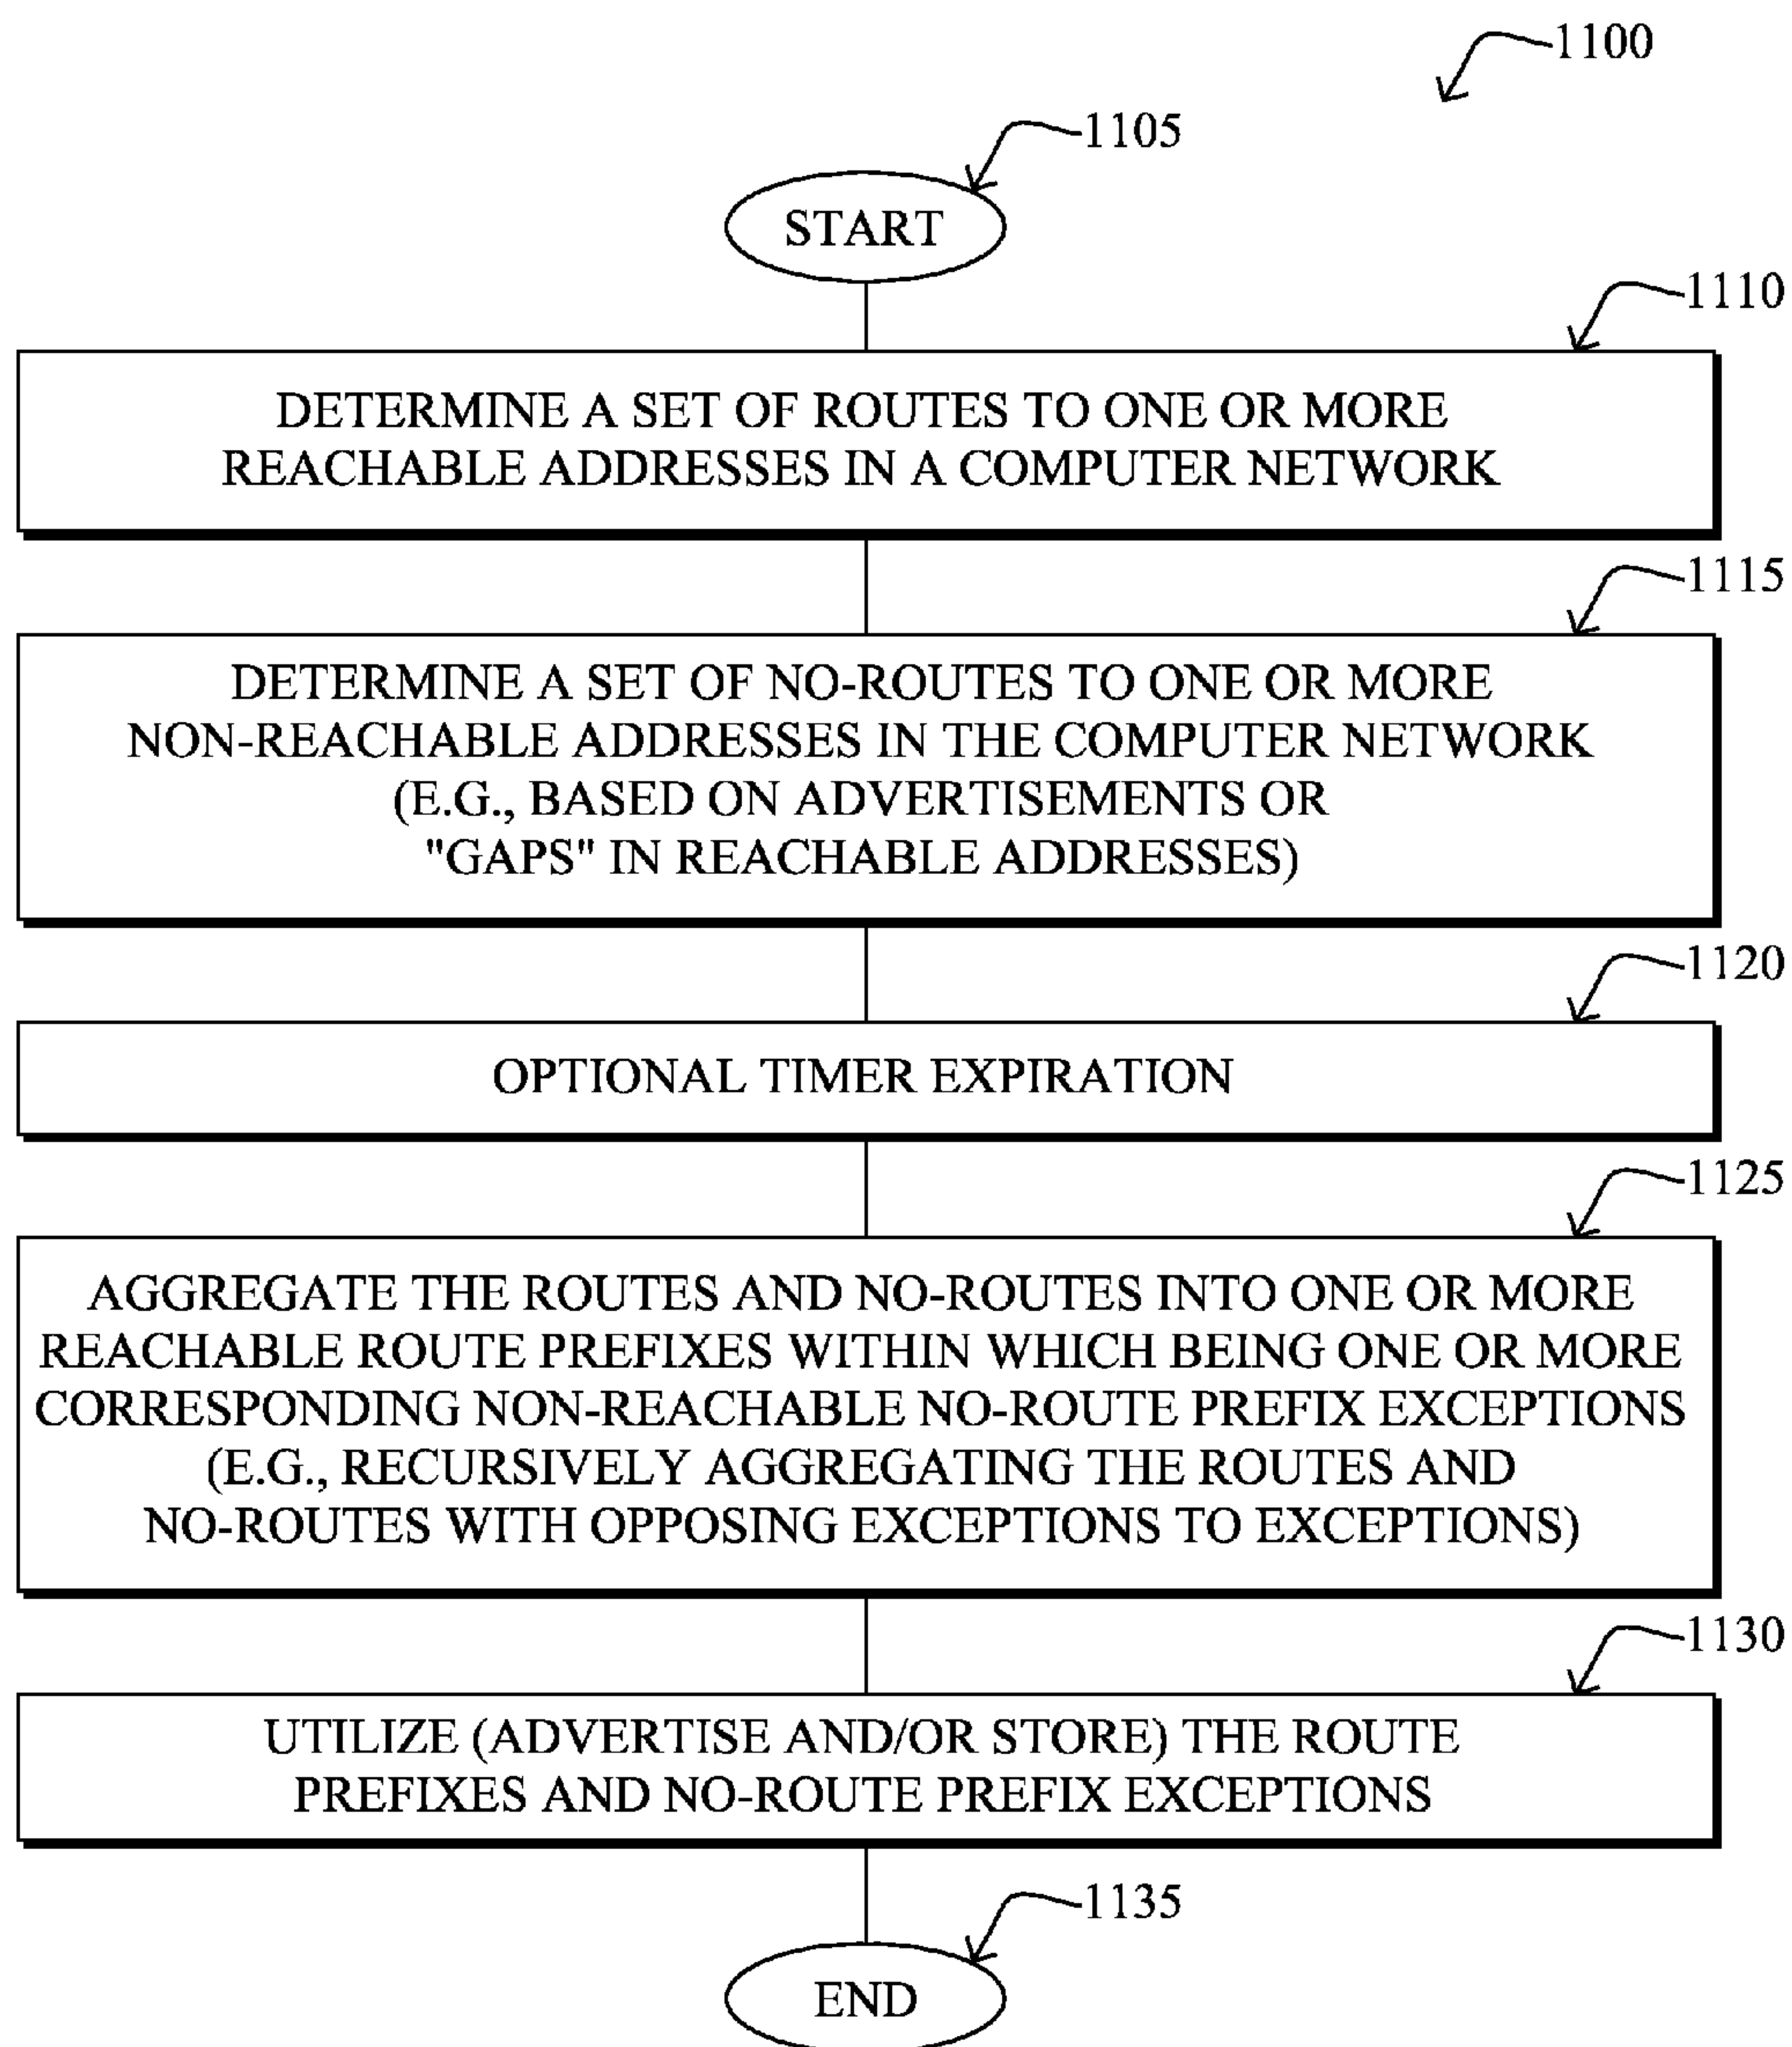 1100
1105
START
1110
DETERMINE A SET OF ROUTES TO ONE OR MORE
REACHABLE ADDRESSES IN A COMPUTER NETWORK
1115
DETERMINE A SET OF NO-ROUTES TO ONE OR MORE
NON-REACHABLE ADDRESSES IN THE COMPUTER NETWORK
(E.G., BASED ON ADVERTISEMENTS OR
"GAPS" IN REACHABLE ADDRESSES)
1120
OPTIONAL TIMER EXPIRATION
1125
AGGREGATE THE ROUTES AND NO-ROUTES INTO ONE OR MORE
REACHABLE ROUTE PREFIXES WITHIN WHICH BEING ONE OR MORE
CORRESPONDING NON-REACHABLE NO-ROUTE PREFIX EXCEPTIONS
(E.G., RECURSIVELY AGGREGATING THE ROUTES AND
NO-ROUTES WITH OPPOSING EXCEPTIONS TO EXCEPTIONS)
1130
UTILIZE (ADVERTISE AND/OR STORE) THE ROUTE
PREFIXES AND NO-ROUTE PREFIX EXCEPTIONS
1135
END